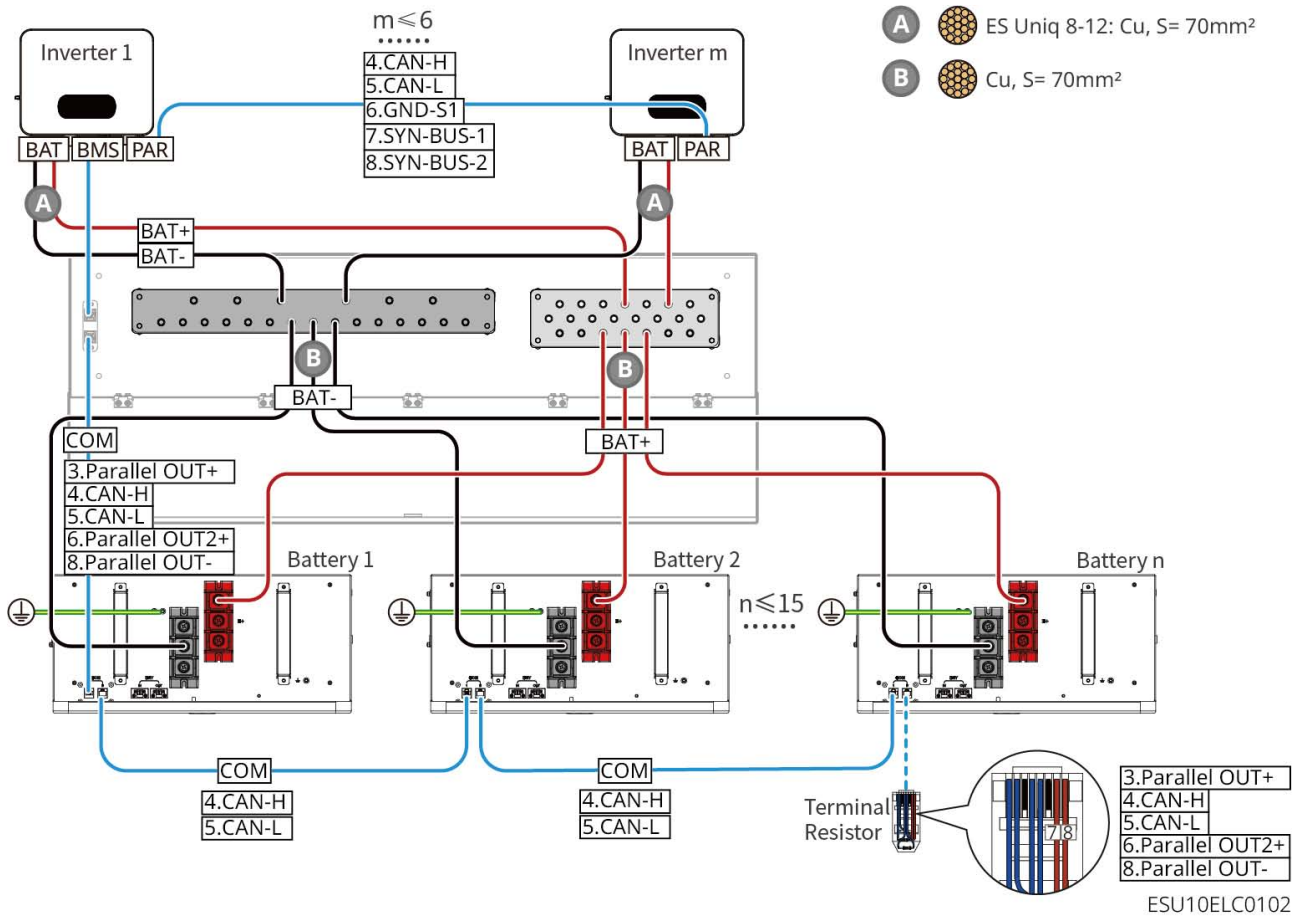 m≤6
......
Inverter 1
Inverter m
4.CAN-H
5.CAN-L
6.GND-S1
7.SYN-BUS-1
8.SYN-BUS-2
A ES Uniq 8-12: Cu, S= 70mm²
B Cu, S= 70mm²
BAT BMS PAR
BAT PAR
A
A
BAT+
BAT-
B
B
BAT-
BAT+
COM
3.Parallel OUT+
4.CAN-H
5.CAN-L
6.Parallel OUT2+
8.Parallel OUT-
Battery 1
Battery 2
Battery n
n≤15
......
COM
4.CAN-H
5.CAN-L
COM
4.CAN-H
5.CAN-L
Terminal
Resistor
7 8
3.Parallel OUT+
4.CAN-H
5.CAN-L
6.Parallel OUT2+
8.Parallel OUT-
ESU10ELC0102